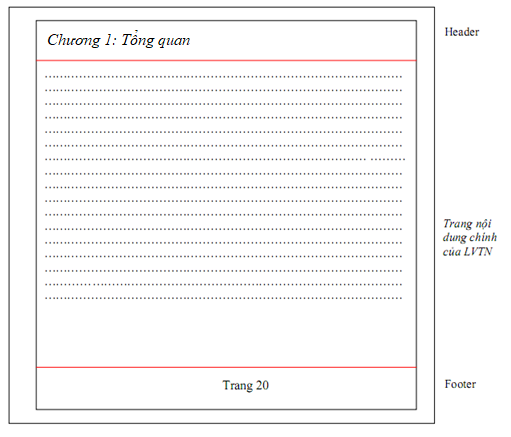 Chương 1: Tổng quan
Header
Trang nội
dung chính
của LVTN
Trang 20
Footer